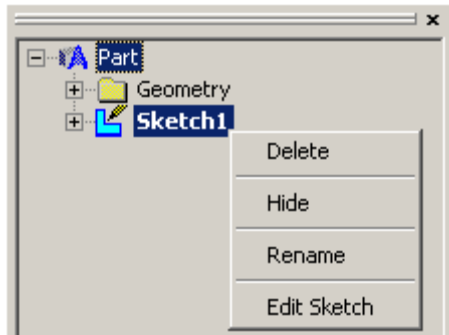 Part
Geometry
Sketch1
Delete
Hide
Rename
Edit Sketch